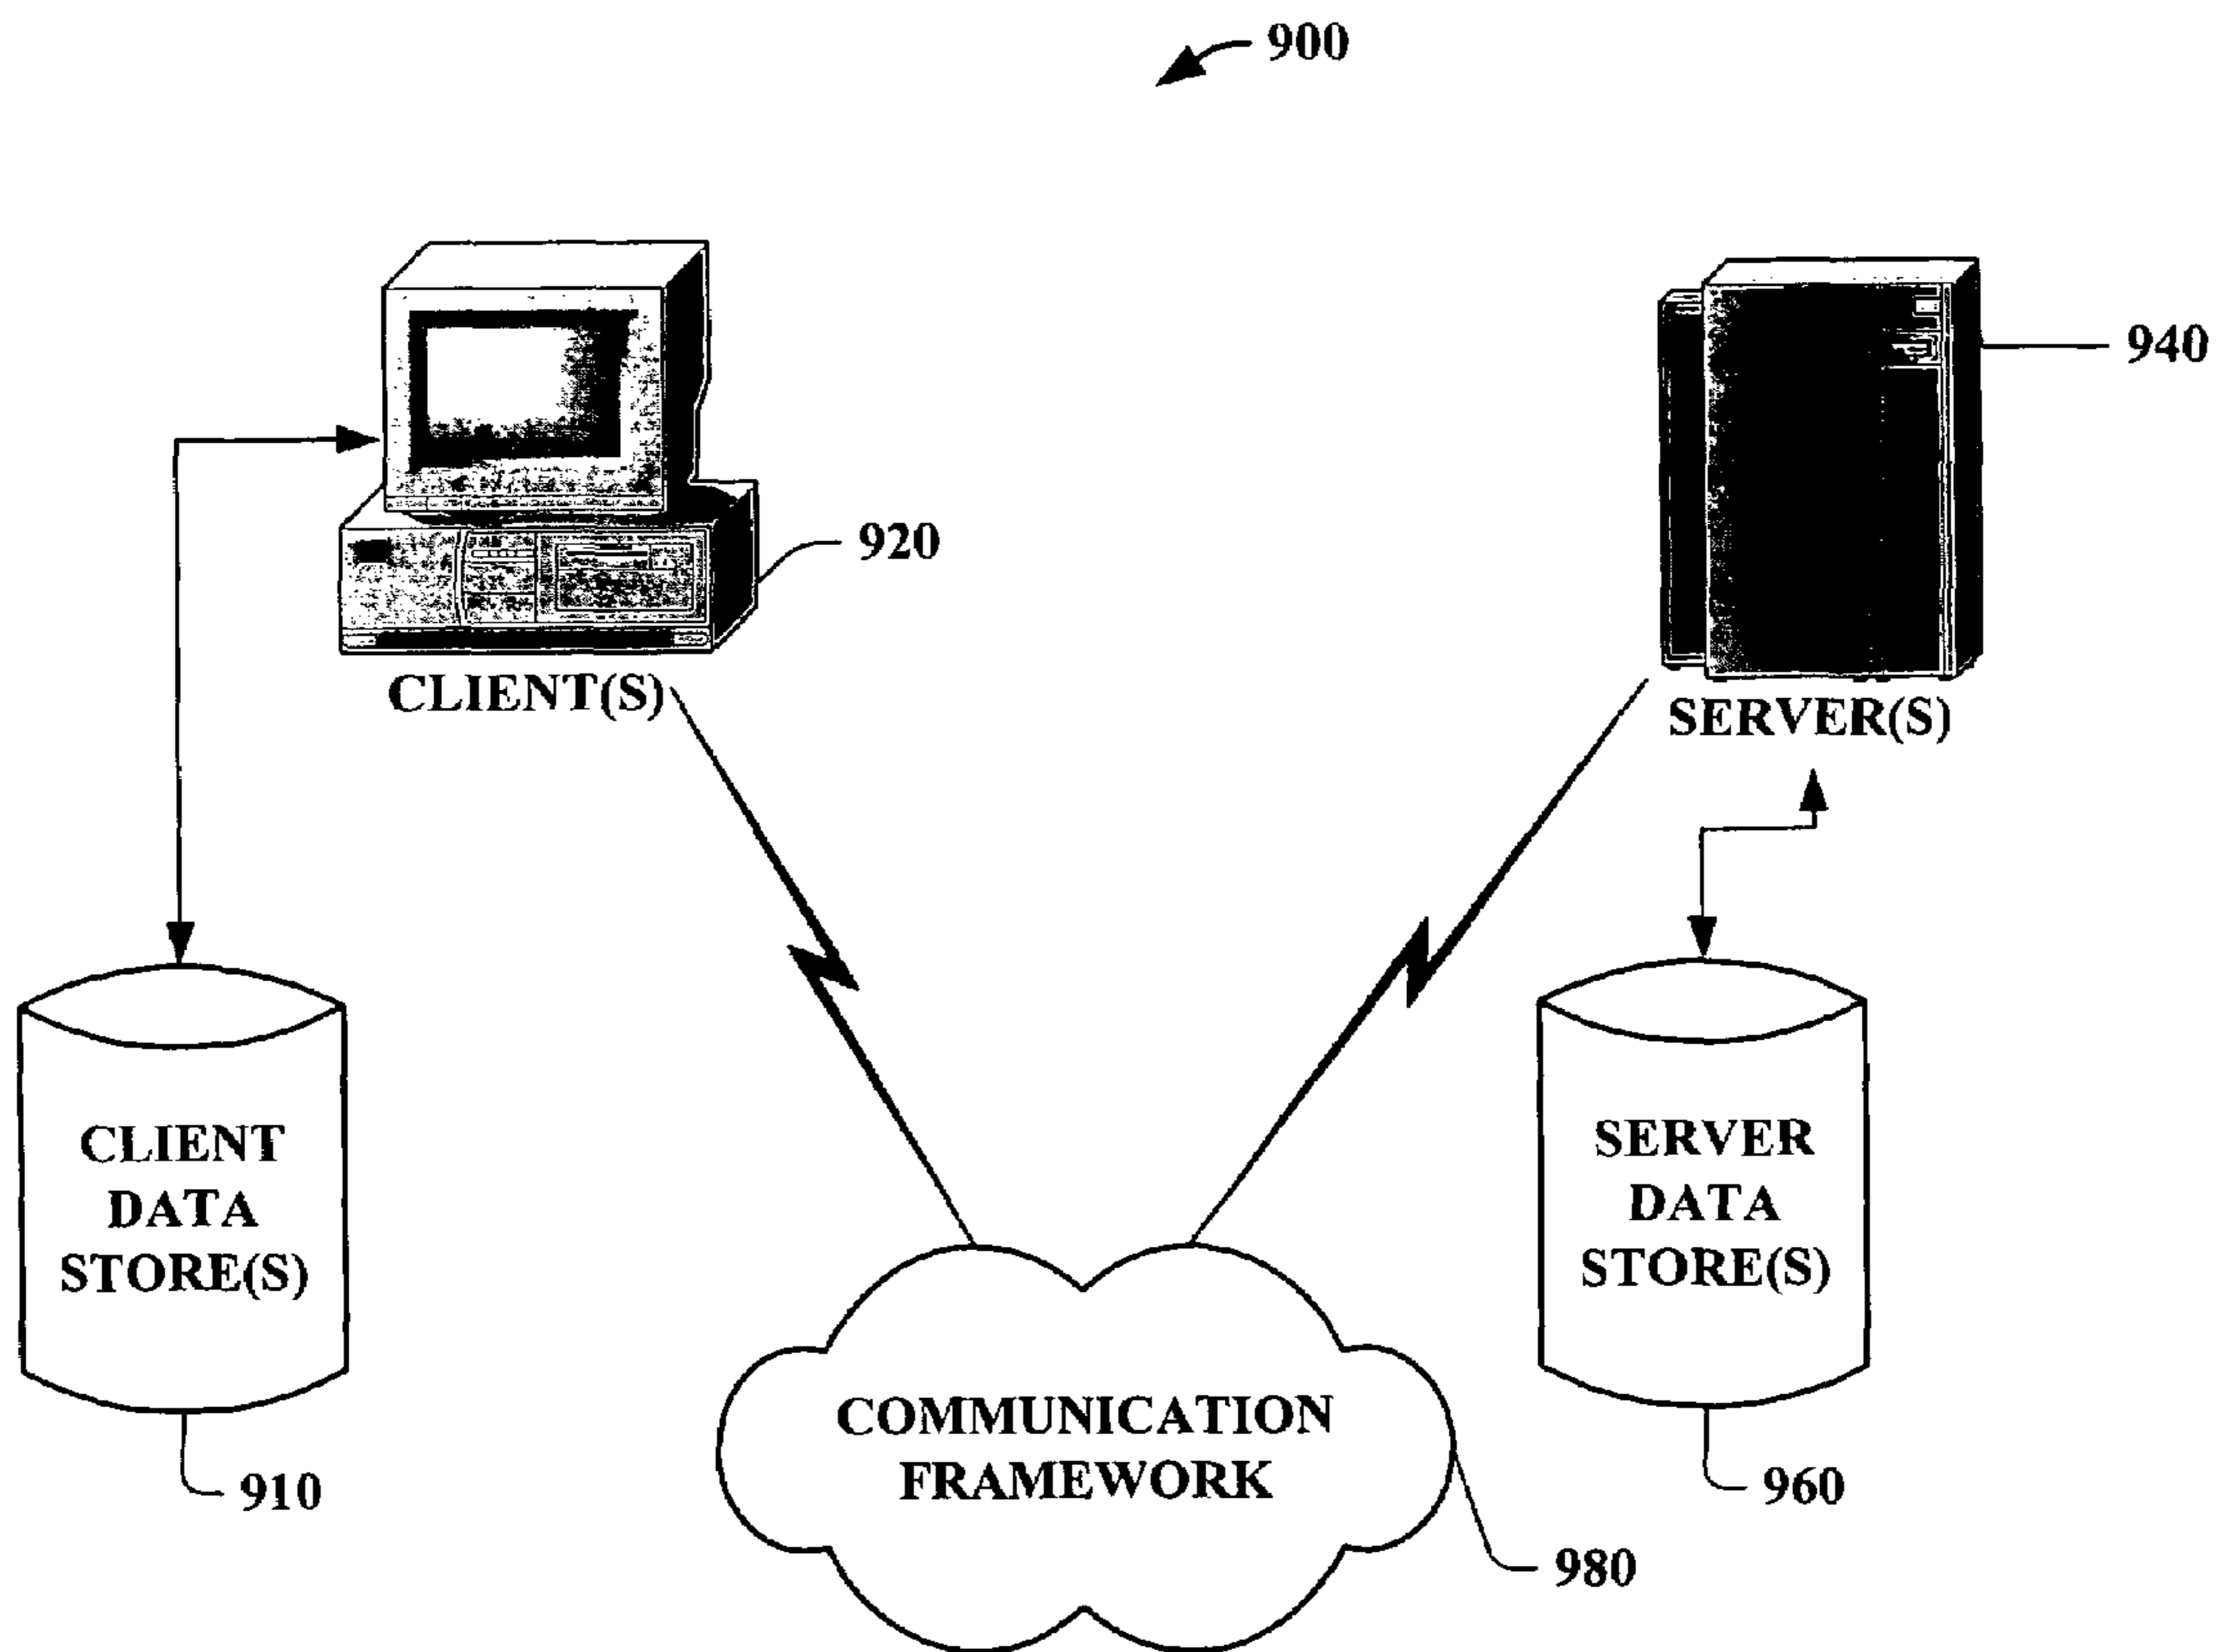 900
940
920
CLIENT(S)
SERVER(S)
CLIENT
DATA
STORE(S)
SERVER
DATA
STORE(S)
COMMUNICATION
FRAMEWORK
910
960
980